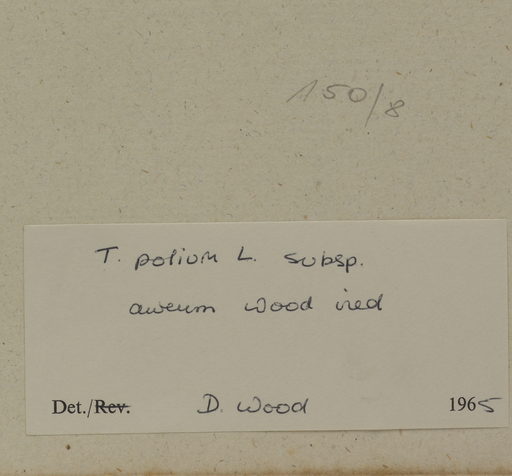 150/8
T. polium L. subsp.
aureum Wood ined
Det./Rev. D. Wood 1965